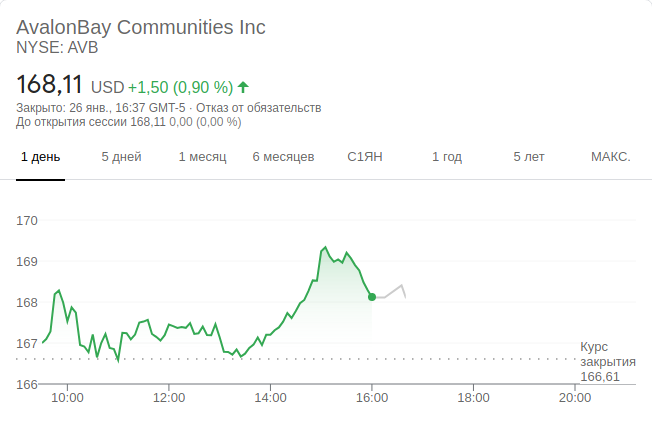 AvalonBay Communities Inc
NYSE: AVB
168,11 USD +1,50 (0,90 %)
Закрыто: 26 янв., 16:37 GMT-5 · Отказ от обязательств
До открытия сессии 168,11 0,00 (0,00 %)
1 день 5 дней 1 месяц 6 месяцев С1ЯН 1 год 5 лет МАКС.
170
169
168
167
Курс
закрытия
166,61
166
10:00 12:00 14:00 16:00 18:00 20:00